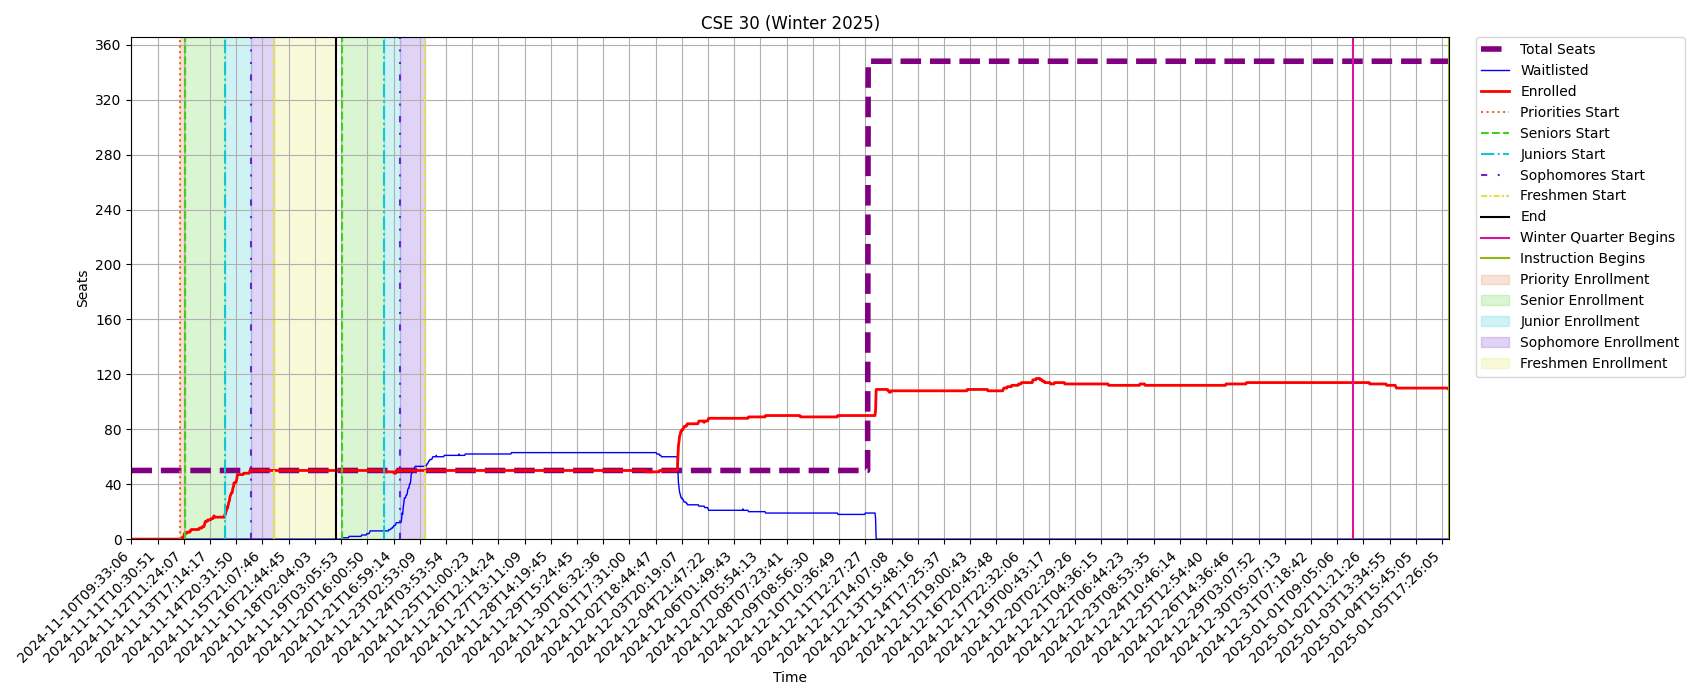 CSE 30 (Winter 2025)
360
320
280
240
200
160
120
80
40
0
Seats
2024-11-10T09:33:06
2024-11-11T10:30:51
2024-11-12T11:24:07
2024-11-13T17:14:17
2024-11-14T20:31:50
2024-11-15T21:07:46
2024-11-16T21:44:45
2024-11-18T02:04:03
2024-11-19T03:05:53
2024-11-20T16:00:50
2024-11-21T16:59:14
2024-11-23T02:53:09
2024-11-23T23:53:54
2024-11-25T11:00:23
2024-11-26T12:14:24
2024-11-27T13:11:09
2024-11-28T14:19:45
2024-11-29T15:24:45
2024-11-30T16:32:36
2024-12-01T17:31:00
2024-12-02T18:44:47
2024-12-03T20:19:07
2024-12-04T21:47:22
2024-12-06T01:49:43
2024-12-07T05:54:13
2024-12-08T07:23:41
2024-12-09T08:56:30
2024-12-10T10:36:49
2024-12-11T12:27:27
2024-12-12T14:07:08
2024-12-13T15:48:16
2024-12-14T17:25:37
2024-12-15T19:00:43
2024-12-16T20:45:48
2024-12-17T22:32:06
2024-12-19T00:43:17
2024-12-20T02:29:26
2024-12-21T04:36:15
2024-12-22T06:44:23
2024-12-23T08:53:35
2024-12-24T10:46:14
2024-12-25T12:54:40
2024-12-26T14:36:46
2024-12-29T03:07:52
2024-12-30T05:07:13
2024-12-31T07:18:42
2025-01-01T09:05:06
2025-01-02T11:21:26
2025-01-03T13:34:55
2025-01-04T15:45:05
2025-01-05T17:26:05
Time
Total Seats
Waitlisted
Enrolled
Priorities Start
Seniors Start
Juniors Start
Sophomores Start
Freshmen Start
End
Winter Quarter Begins
Instruction Begins
Priority Enrollment
Senior Enrollment
Junior Enrollment
Sophomore Enrollment
Freshmen Enrollment